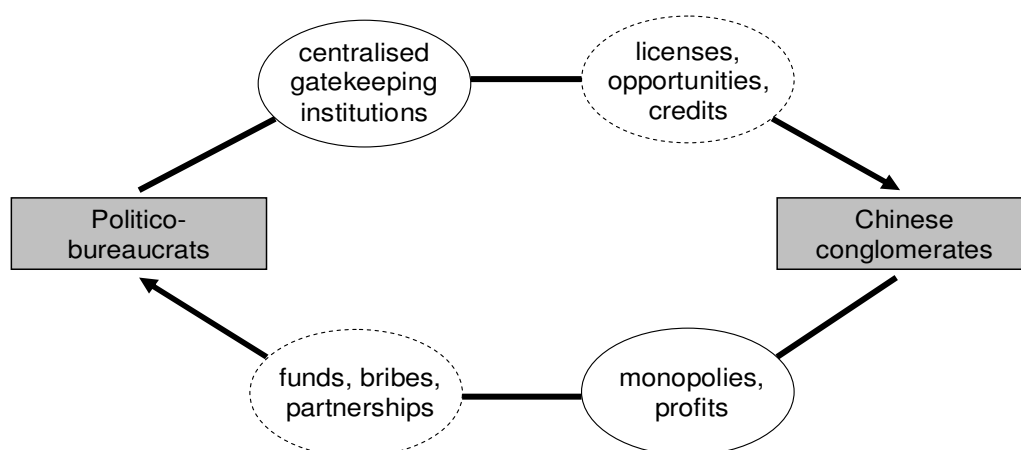 centralised
gatekeeping
institutions
licenses,
opportunities,
credits
Politico-
bureaucrats
Chinese
conglomerates
funds, bribes,
partnerships
monopolies,
profits